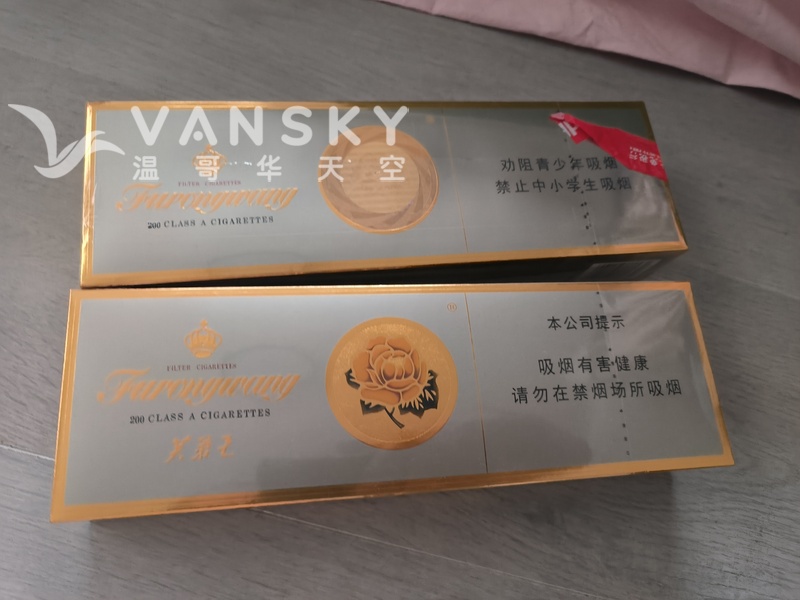 VANSKY
温哥华天空
FILTER CIGARETTES
Furongwang
200 CLASS A CIGARETTES
劝阻青少年吸烟
禁止中小学生吸烟
®
FILTER CIGARETTES
Furongwang
200 CLASS A CIGARETTES
芙蓉王
本公司提示
吸烟有害健康
请勿在禁烟场所吸烟